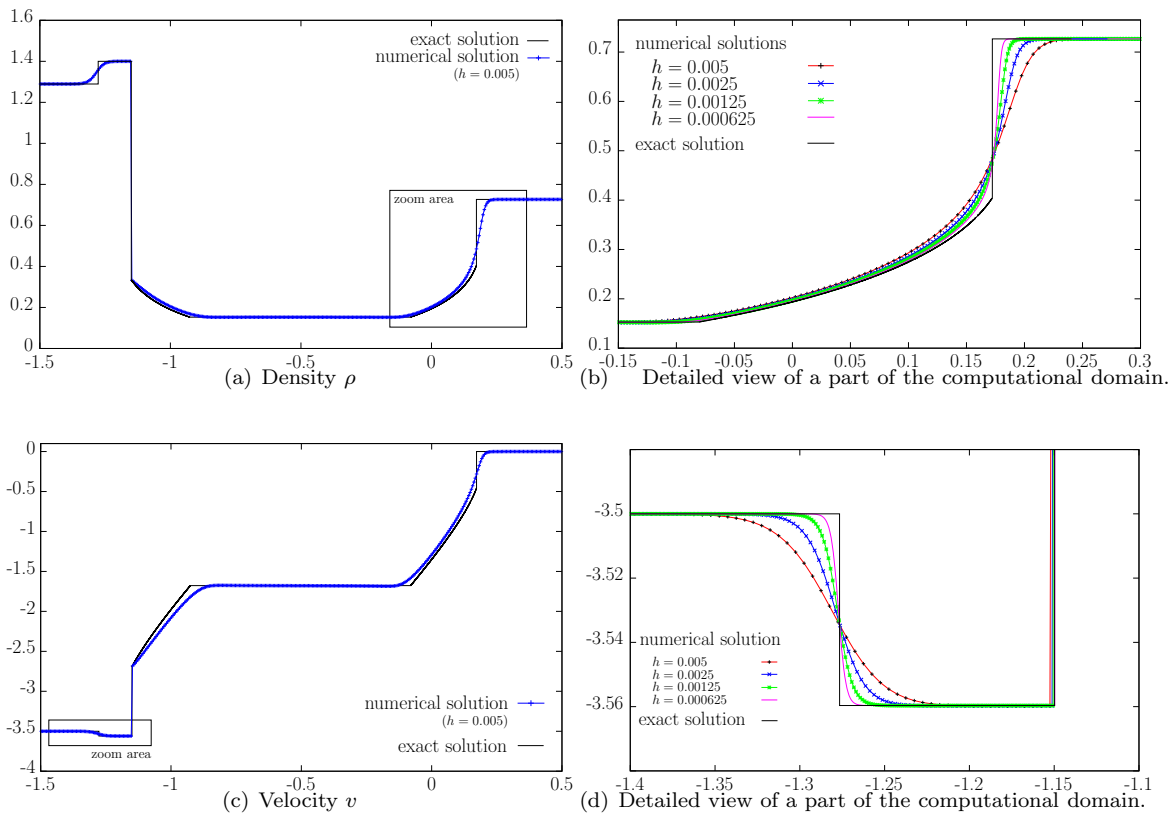 1.6
1.4
1.2
1
0.8
0.6
0.4
0.2
0
-1.5
-1
-0.5
0
0.5
exact solution
numerical solution
(h = 0.005)
zoom area
(a) Density ρ
0.7
0.6
0.5
0.4
0.3
0.2
0.1
-0.15
-0.1
-0.05
0
0.05
0.1
0.15
0.2
0.25
0.3
numerical solutions
h = 0.005
h = 0.0025
h = 0.00125
h = 0.000625
exact solution
(b) Detailed view of a part of the computational domain.
0
-0.5
-1
-1.5
-2
-2.5
-3
-3.5
-4
-1.5
-1
-0.5
0
0.5
numerical solution
(h = 0.005)
exact solution
zoom area
(c) Velocity v
-3.5
-3.52
-3.54
-3.56
-1.4
-1.35
-1.3
-1.25
-1.2
-1.15
-1.1
numerical solution
h = 0.005
h = 0.0025
h = 0.00125
h = 0.000625
exact solution
(d) Detailed view of a part of the computational domain.